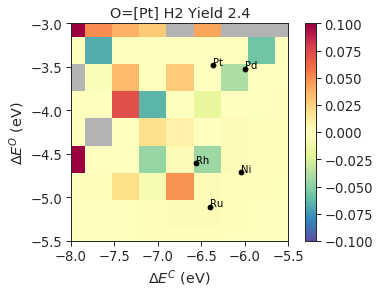 O=[Pt] H2 Yield 2.4
ΔE^O (eV)
−3.0
−3.5
−4.0
−4.5
−5.0
−5.5
Pt
Pd
Rh
Ni
Ru
−8.0 −7.5 −7.0 −6.5 −6.0 −5.5
ΔE^C (eV)
0.100
0.075
0.050
0.025
0.000
−0.025
−0.050
−0.075
−0.100